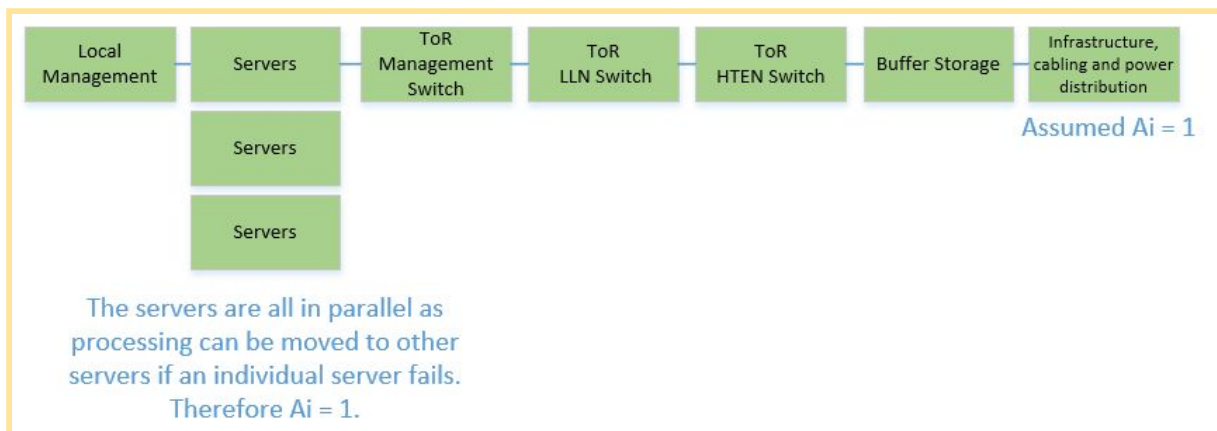 Local
Management
Servers
ToR
Management
Switch
ToR
LLN Switch
ToR
HTEN Switch
Buffer Storage
Infrastructure,
cabling and power
distribution
Assumed Ai = 1
Servers
Servers
The servers are all in parallel as
processing can be moved to other
servers if an individual server fails.
Therefore Ai = 1.